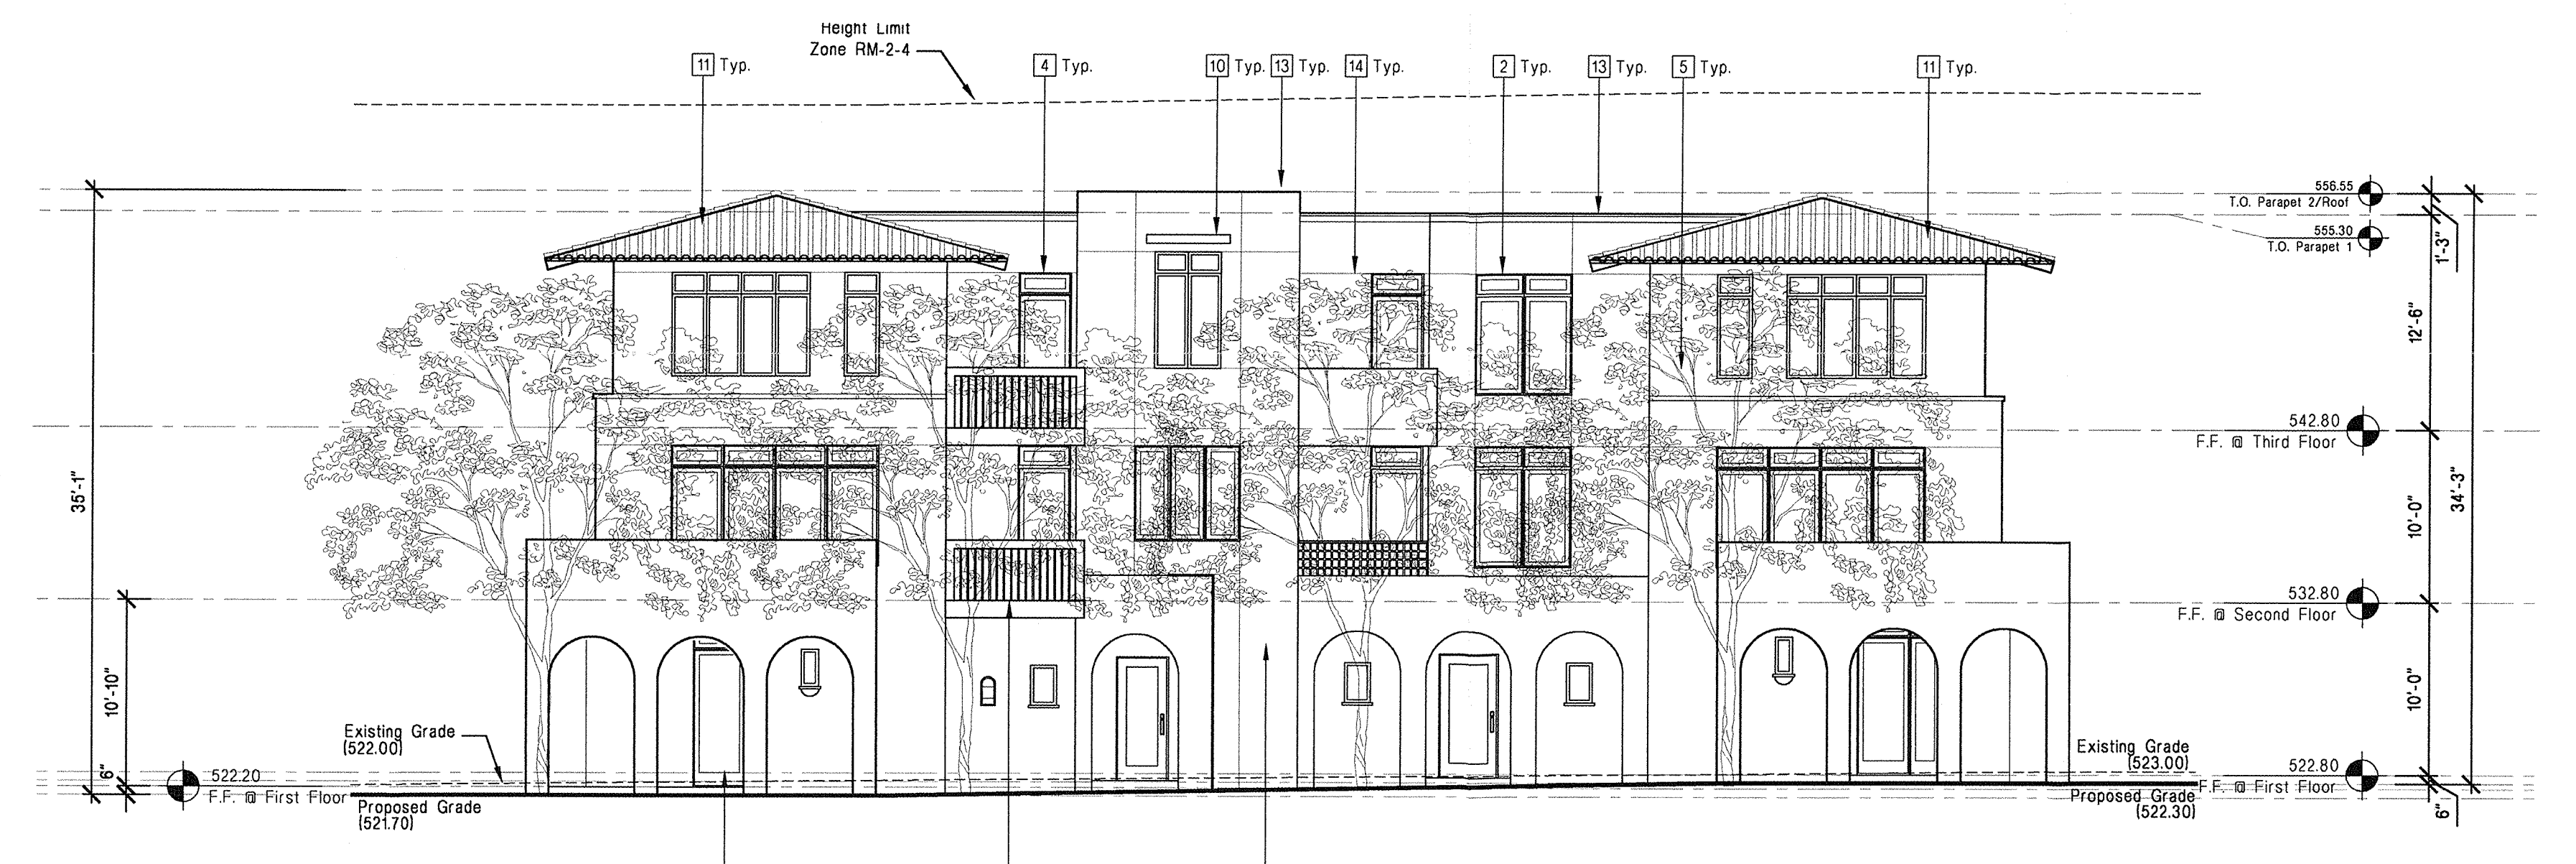 Height Limit
Zone RM-2-4
11 Typ.
4 Typ.
10 Typ.
13 Typ.
14 Typ.
2 Typ.
13 Typ.
5 Typ.
11 Typ.
556.55
T.O. Parapet 2/Roof
555.30
T.O. Parapet 1
1'-3"
12'-6"
542.80
F.F. @ Third Floor
35'-1"
34'-3"
10'-0"
532.80
F.F. @ Second Floor
10'-10"
10'-0"
Existing Grade
(522.00)
Existing Grade
(523.00)
6"
522.20
F.F. @ First Floor
522.80
F.F. @ First Floor
Proposed Grade
(521.70)
Proposed Grade
(522.30)
6"